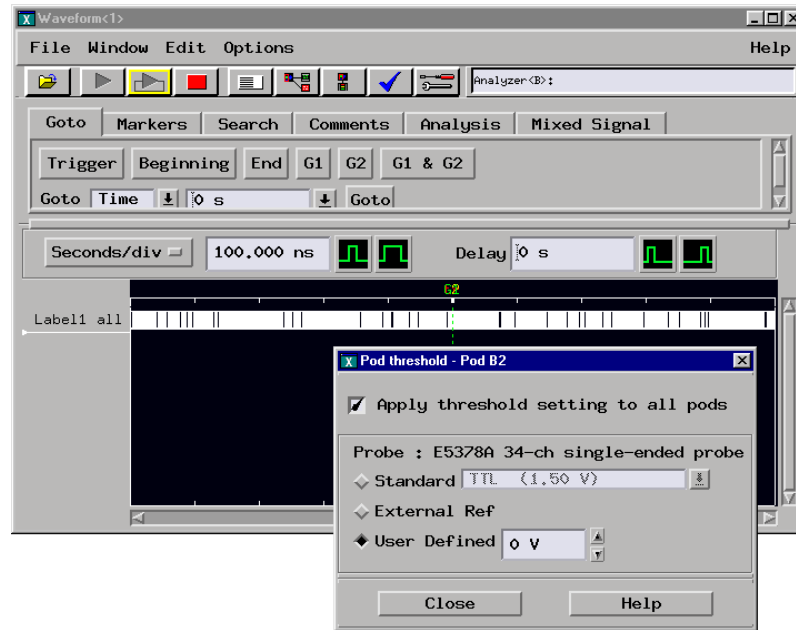 Waveform<1>
File Window Edit Options Help
Analyzer<B>:
Goto Markers Search Comments Analysis Mixed Signal
Trigger Beginning End G1 G2 G1 & G2
Goto Time 0 s Goto
Seconds/div 100.000 ns Delay 0 s
G2
Label1 all
Pod threshold - Pod B2
Apply threshold setting to all pods
Probe : E5378A 34-ch single-ended probe
Standard TTL (1.50 V)
External Ref
User Defined 0 V
Close Help